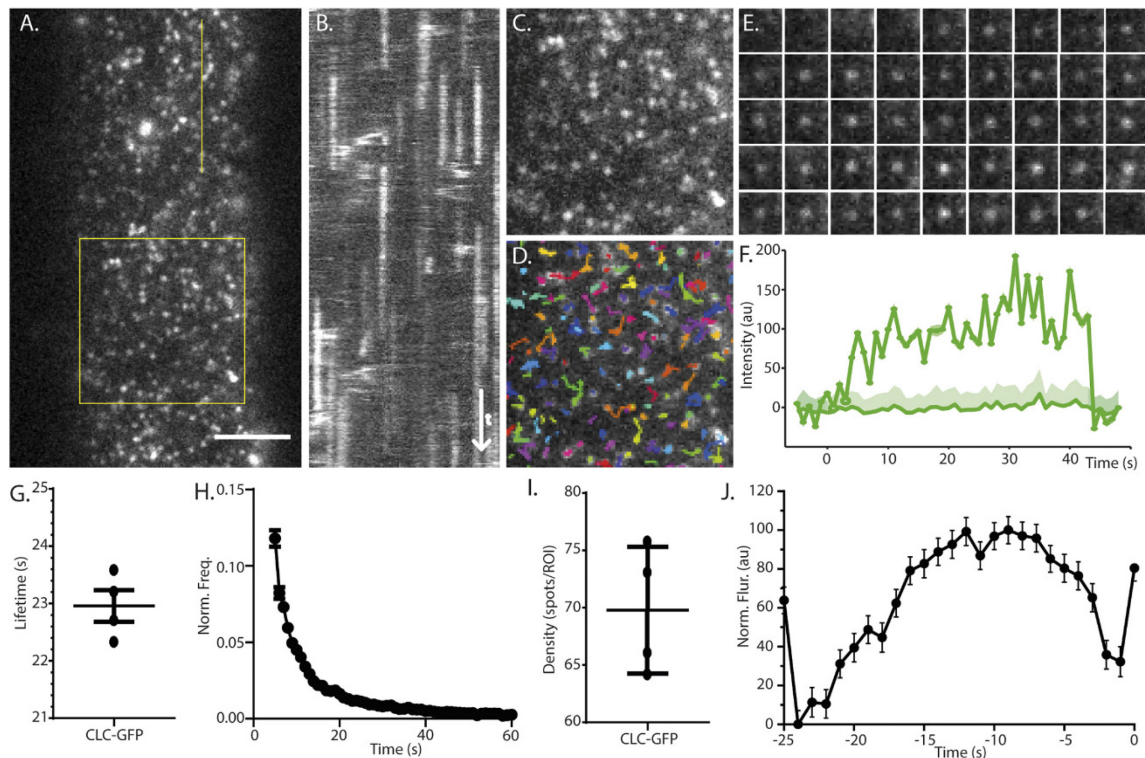 A.
B.
t
C.
D.
E.
F.
Intensity (au)
200
150
100
50
0
0 10 20 30 40 Time (s)
G.
Lifetime (s)
25
24
23
22
21
CLC-GFP
H.
Norm. Freq.
0.15
0.10
0.05
0.00
0 20 40 60
Time (s)
I.
Density (spots/ROI)
80
75
70
65
60
CLC-GFP
J.
Norm. Flur. (au)
120
100
80
60
40
20
0
-25 -20 -15 -10 -5 0
Time (s)